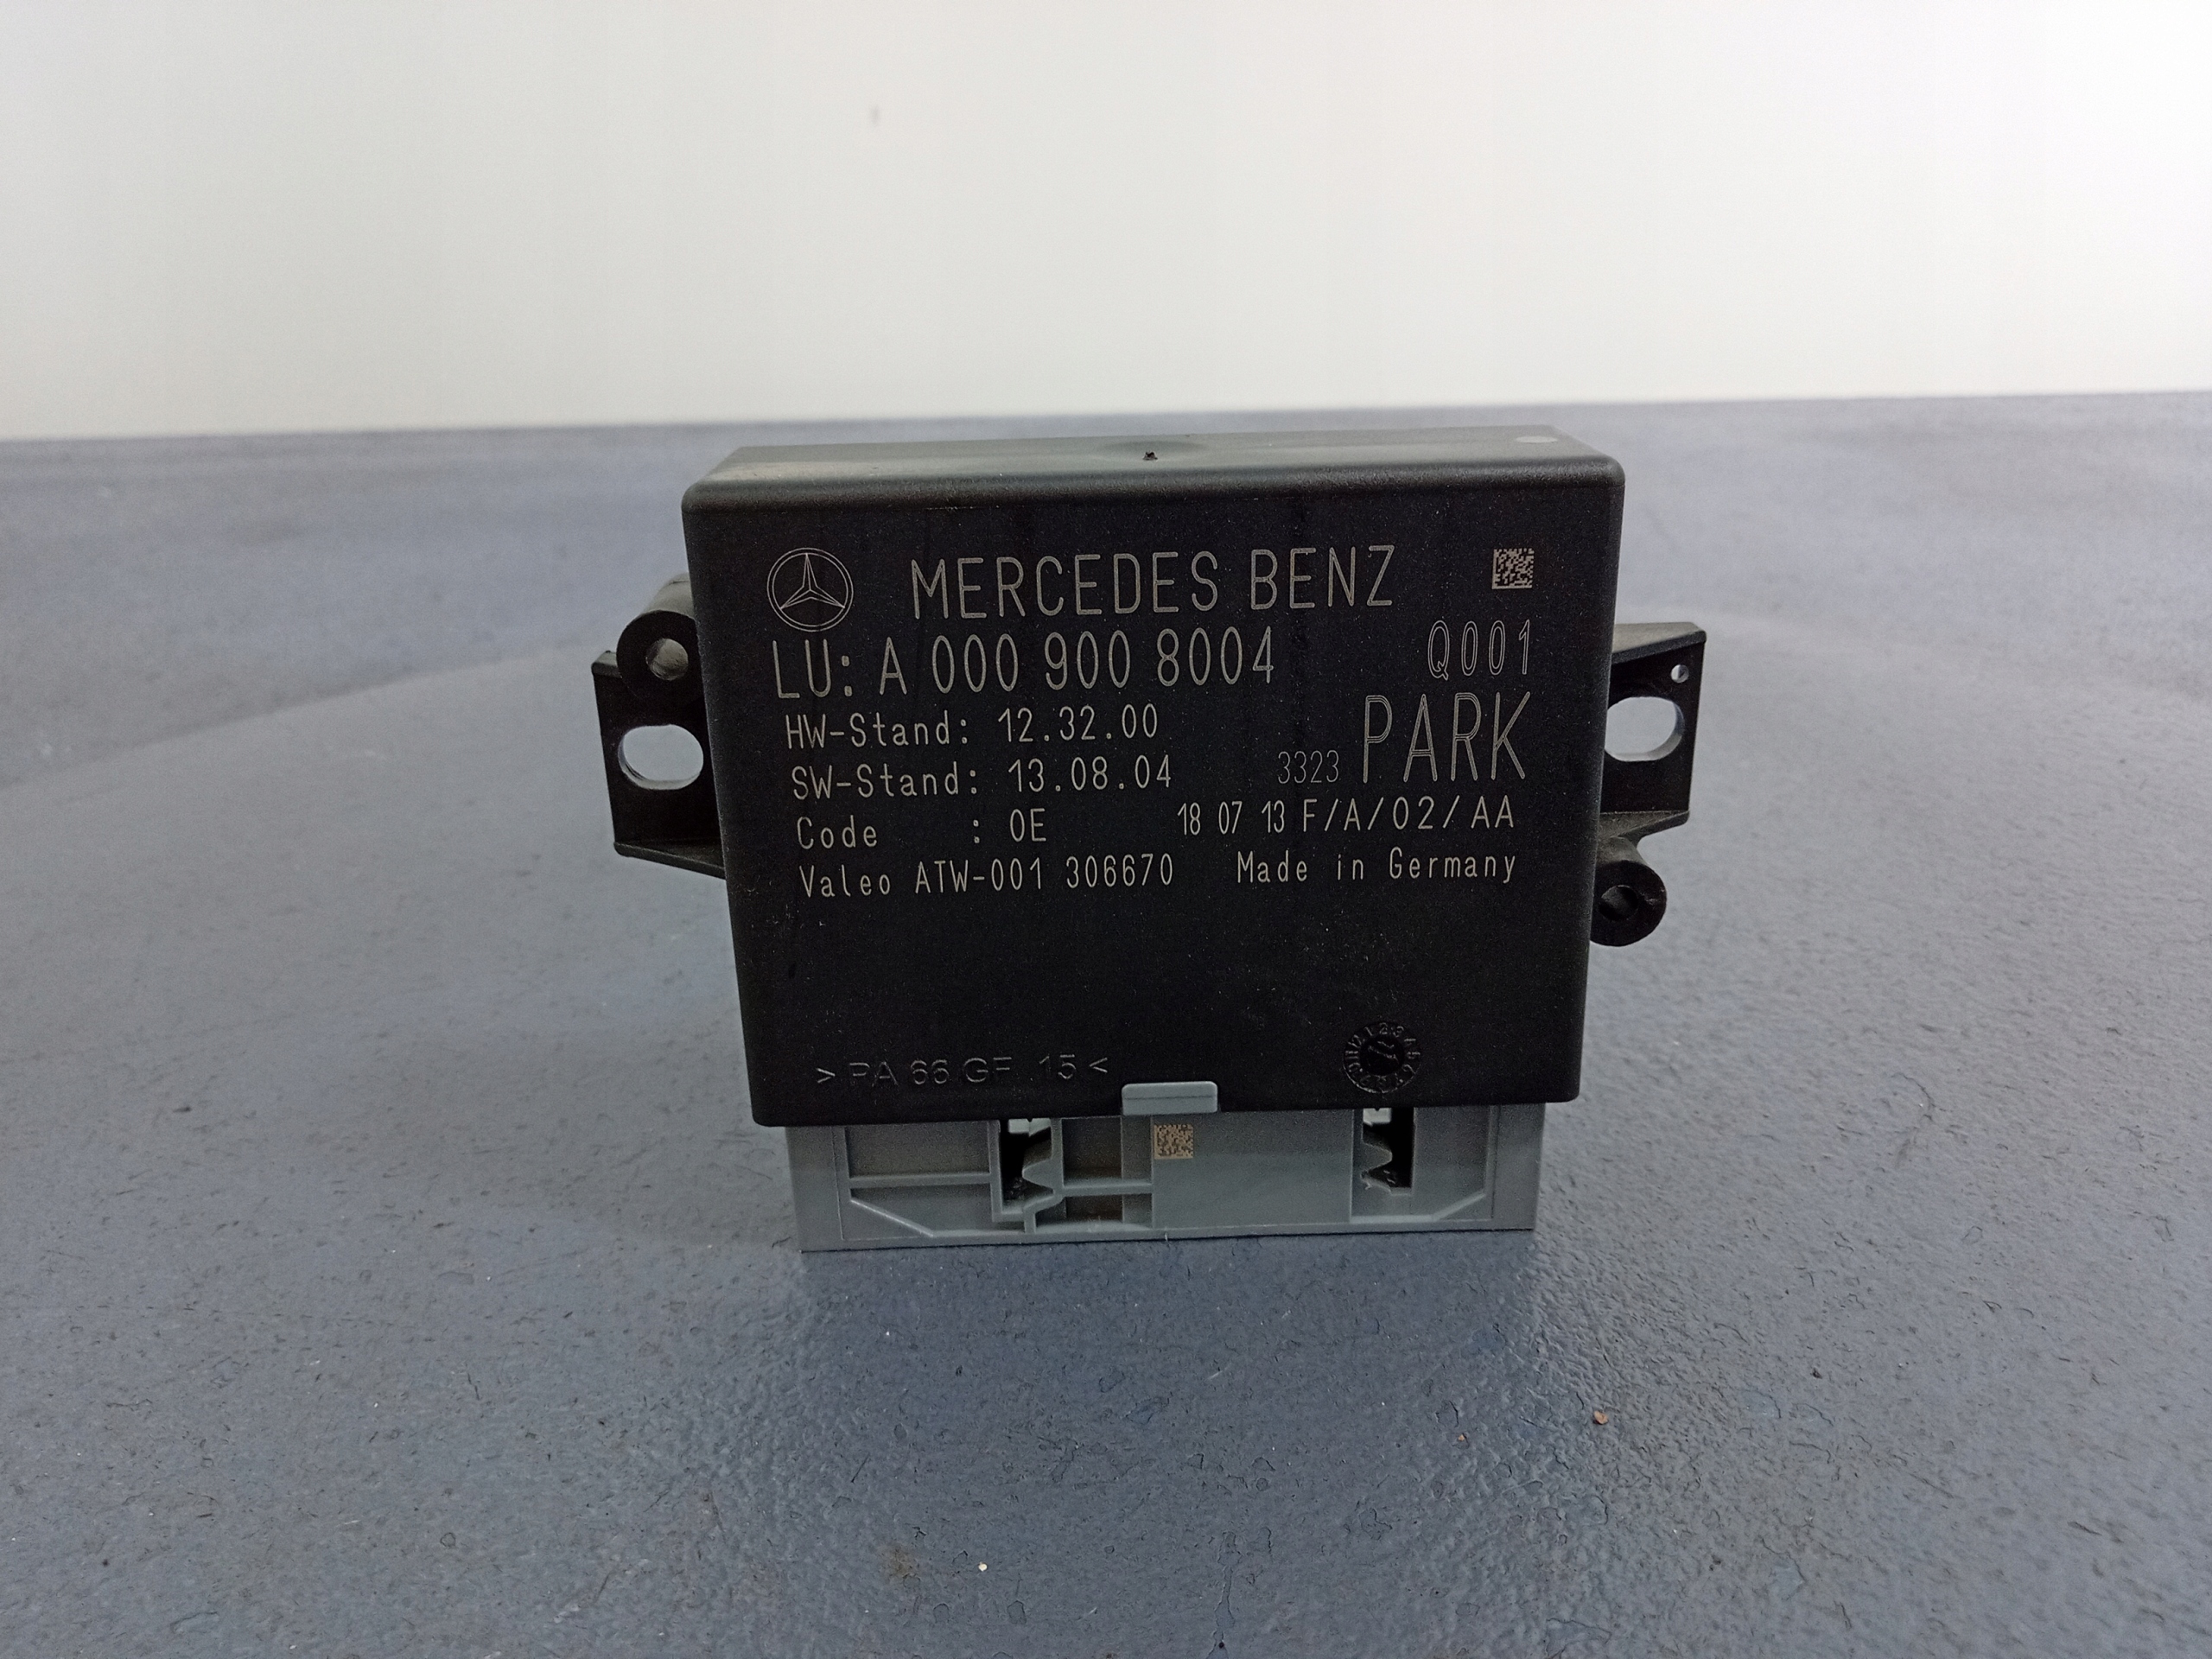 MERCEDES BENZ
LU: A 000 900 8004 Q001
HW-Stand: 12.32.00
SW-Stand: 13.08.04 3323 PARK
Code : 0E 18 07 13 F/A/02/AA
Valeo ATW-001 306670 Made in Germany
> PA 66 GF 15 <